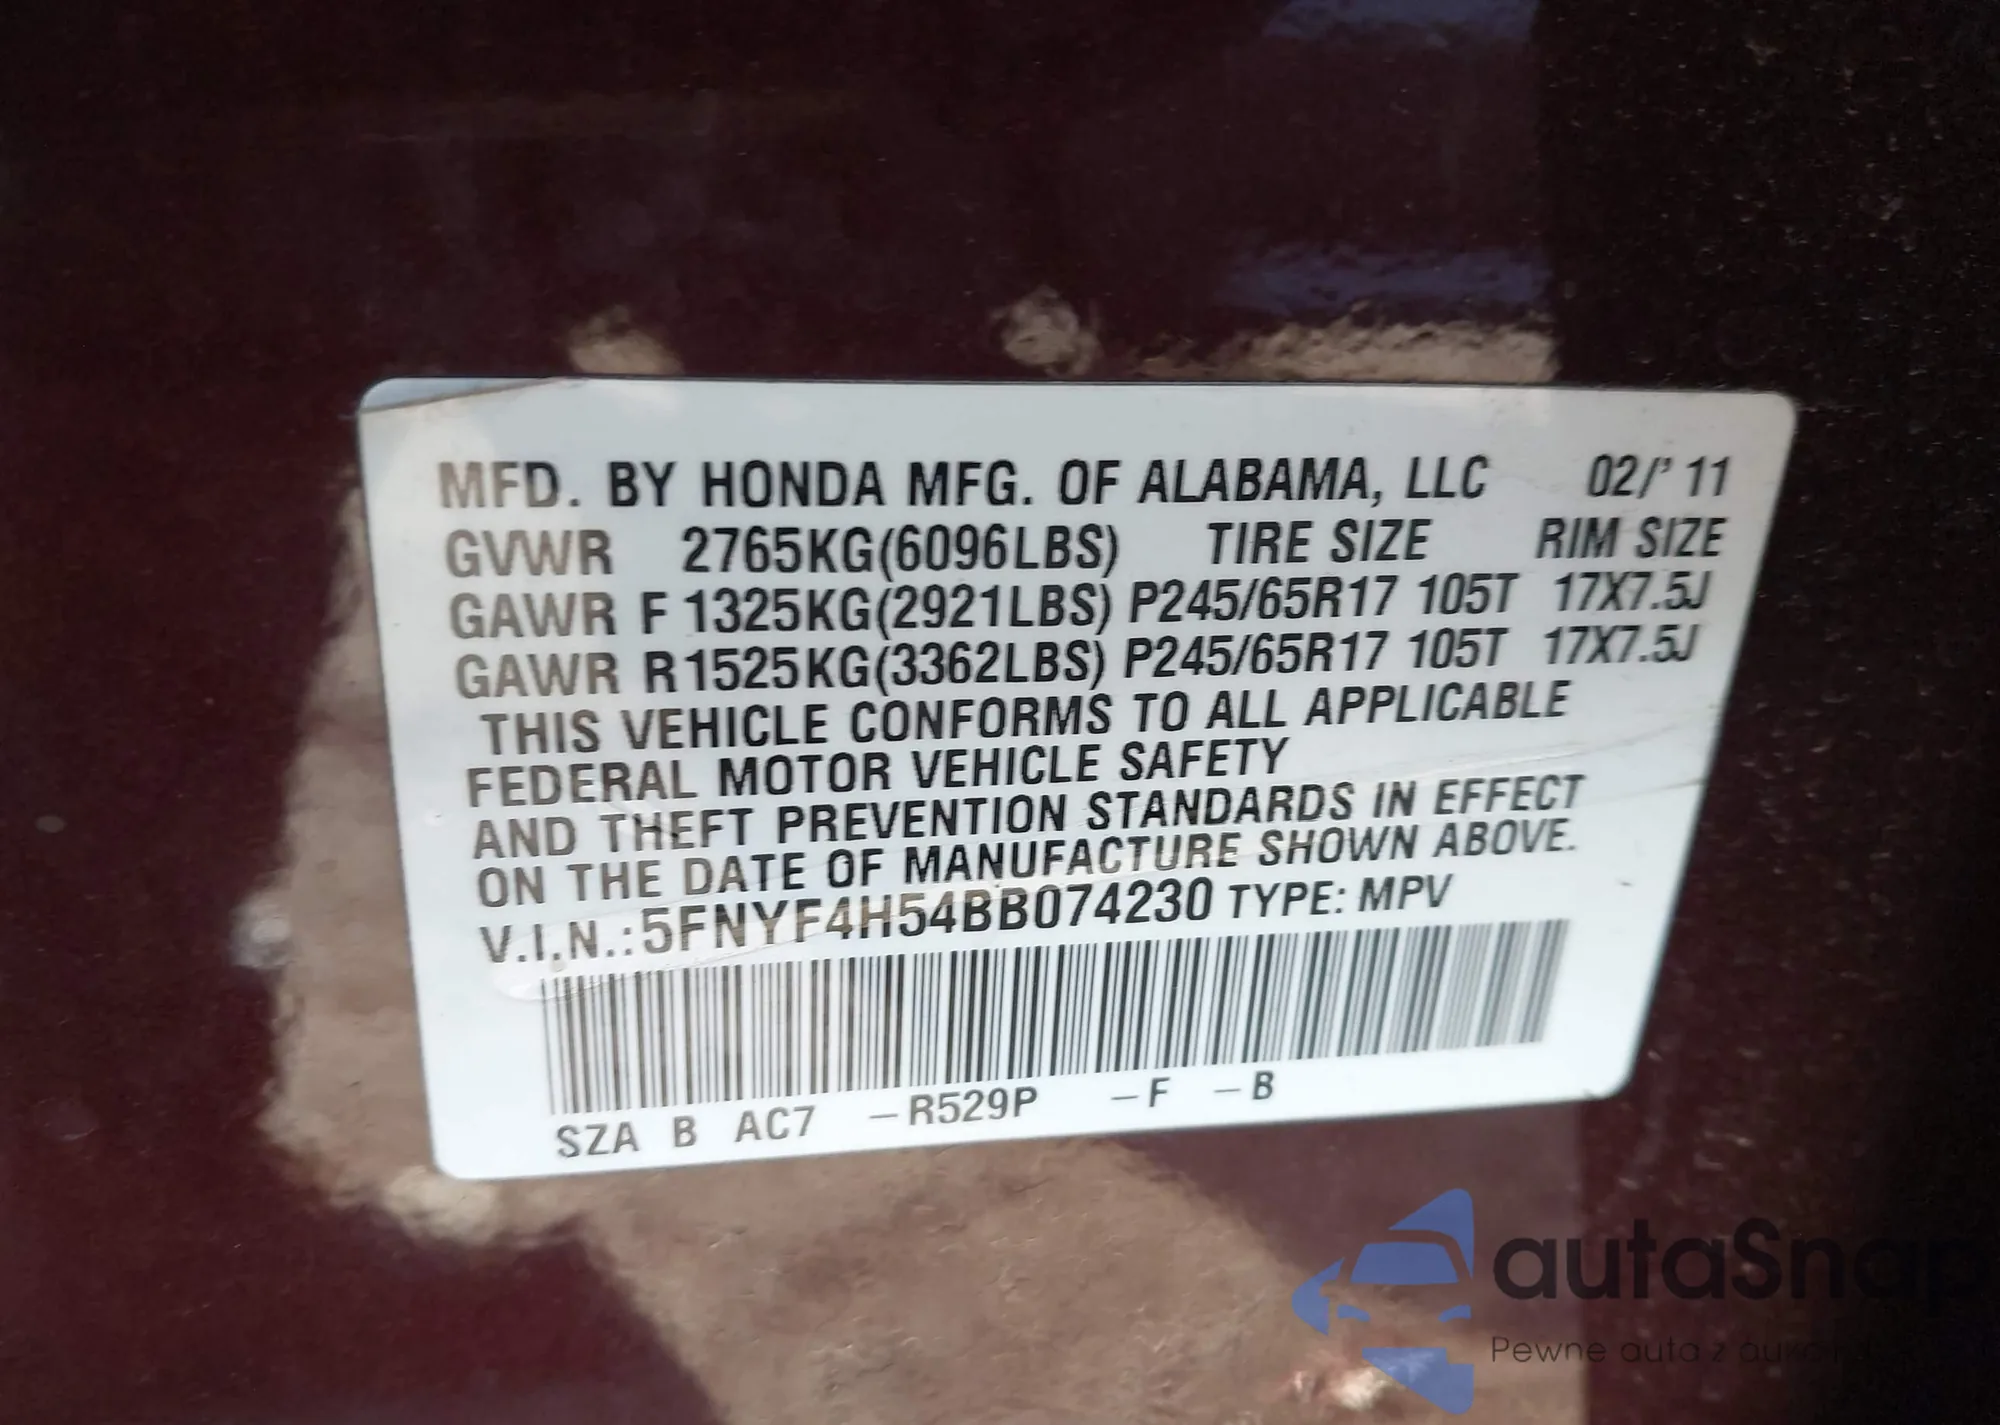 MFD. BY HONDA MFG. OF ALABAMA, LLC 02/'11
GVWR 2765KG(6096LBS) TIRE SIZE RIM SIZE
GAWR F 1325KG(2921LBS) P245/65R17 105T 17X7.5J
GAWR R 1525KG(3362LBS) P245/65R17 105T 17X7.5J
THIS VEHICLE CONFORMS TO ALL APPLICABLE
FEDERAL MOTOR VEHICLE SAFETY
AND THEFT PREVENTION STANDARDS IN EFFECT
ON THE DATE OF MANUFACTURE SHOWN ABOVE.
V.I.N.:5FNYF4H54BB074230 TYPE: MPV
SZA B AC7 –R529P –F –B
autaSnap
Pewne auta z